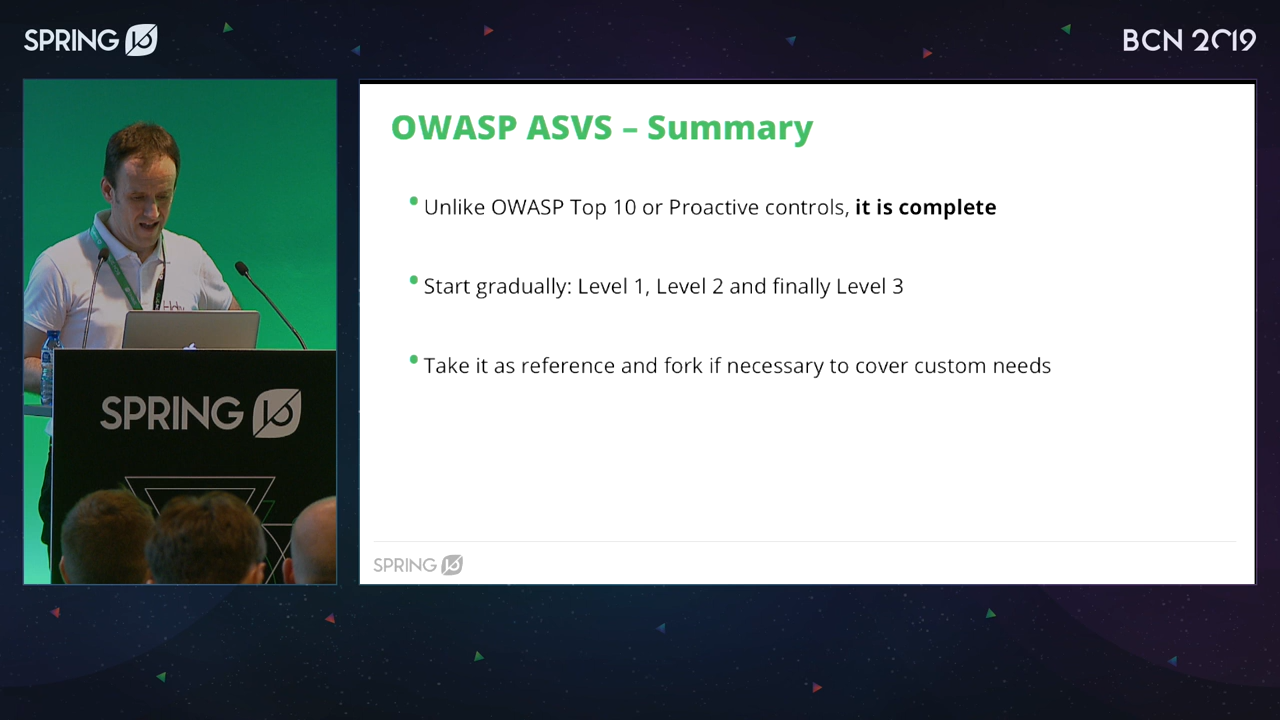 SPRING I/O
BCN 2019
OWASP ASVS – Summary
Unlike OWASP Top 10 or Proactive controls, it is complete
Start gradually: Level 1, Level 2 and finally Level 3
Take it as reference and fork if necessary to cover custom needs
SPRING I/O
SPRING I/O